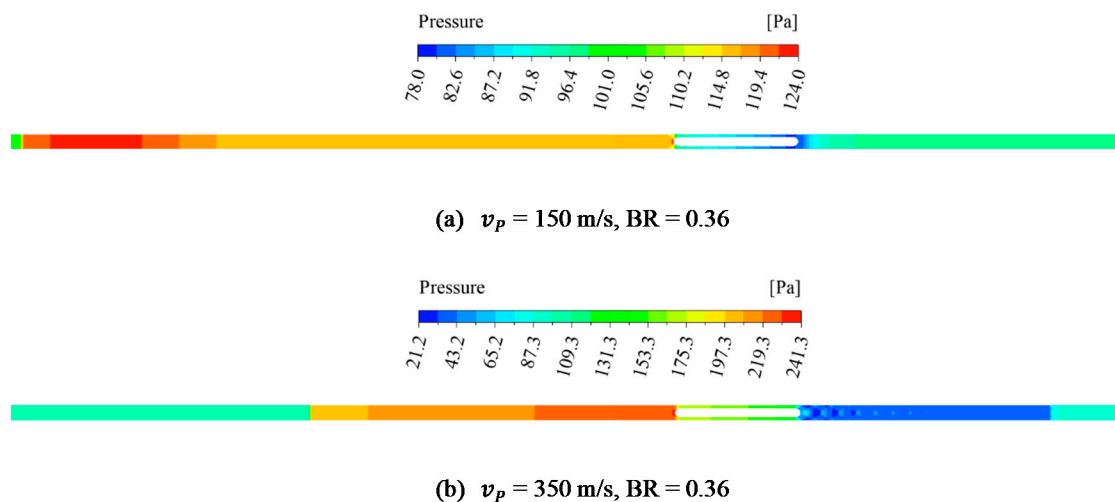 Pressure [Pa]
78.0 82.6 87.2 91.8 96.4 101.0 105.6 110.2 114.8 119.4 124.0
(a) 𝒗𝑷 = 150 m/s, BR = 0.36
Pressure [Pa]
21.2 43.2 65.2 87.3 109.3 131.3 153.3 175.3 197.3 219.3 241.3
(b) 𝒗𝑷 = 350 m/s, BR = 0.36